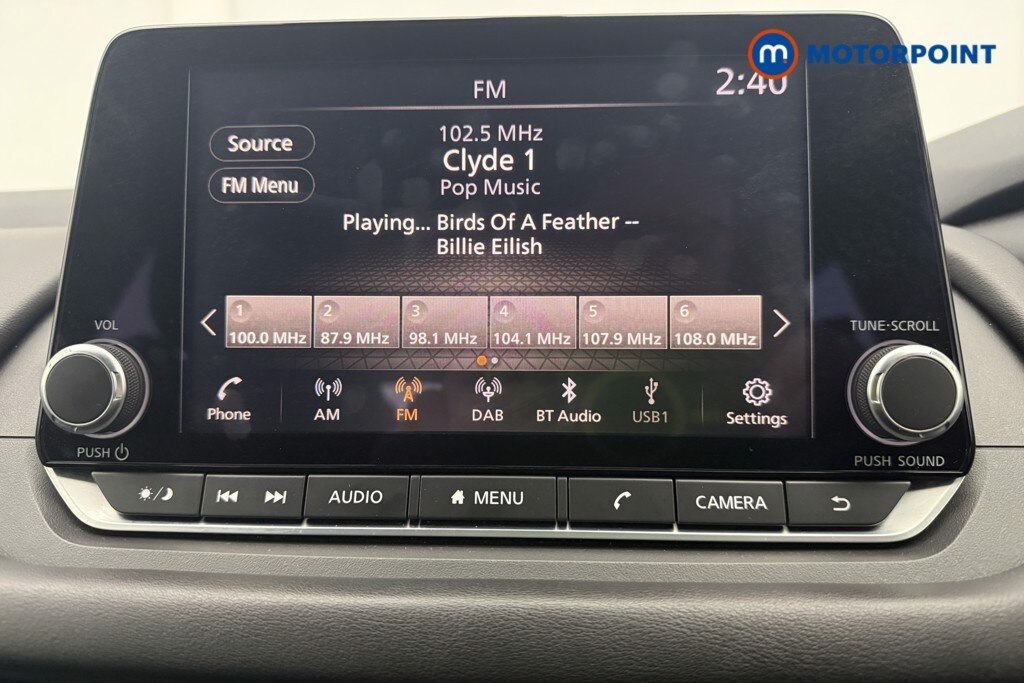 m. MOTORPOINT
FM 2:40
Source
102.5 MHz
Clyde 1
FM Menu
Pop Music
Playing... Birds Of A Feather --
Billie Eilish
1 2 3 4 5 6
100.0 MHz 87.9 MHz 98.1 MHz 104.1 MHz 107.9 MHz 108.0 MHz
VOL
TUNE·SCROLL
Phone AM FM DAB BT Audio USB1 Settings
PUSH
PUSH SOUND
AUDIO MENU CAMERA